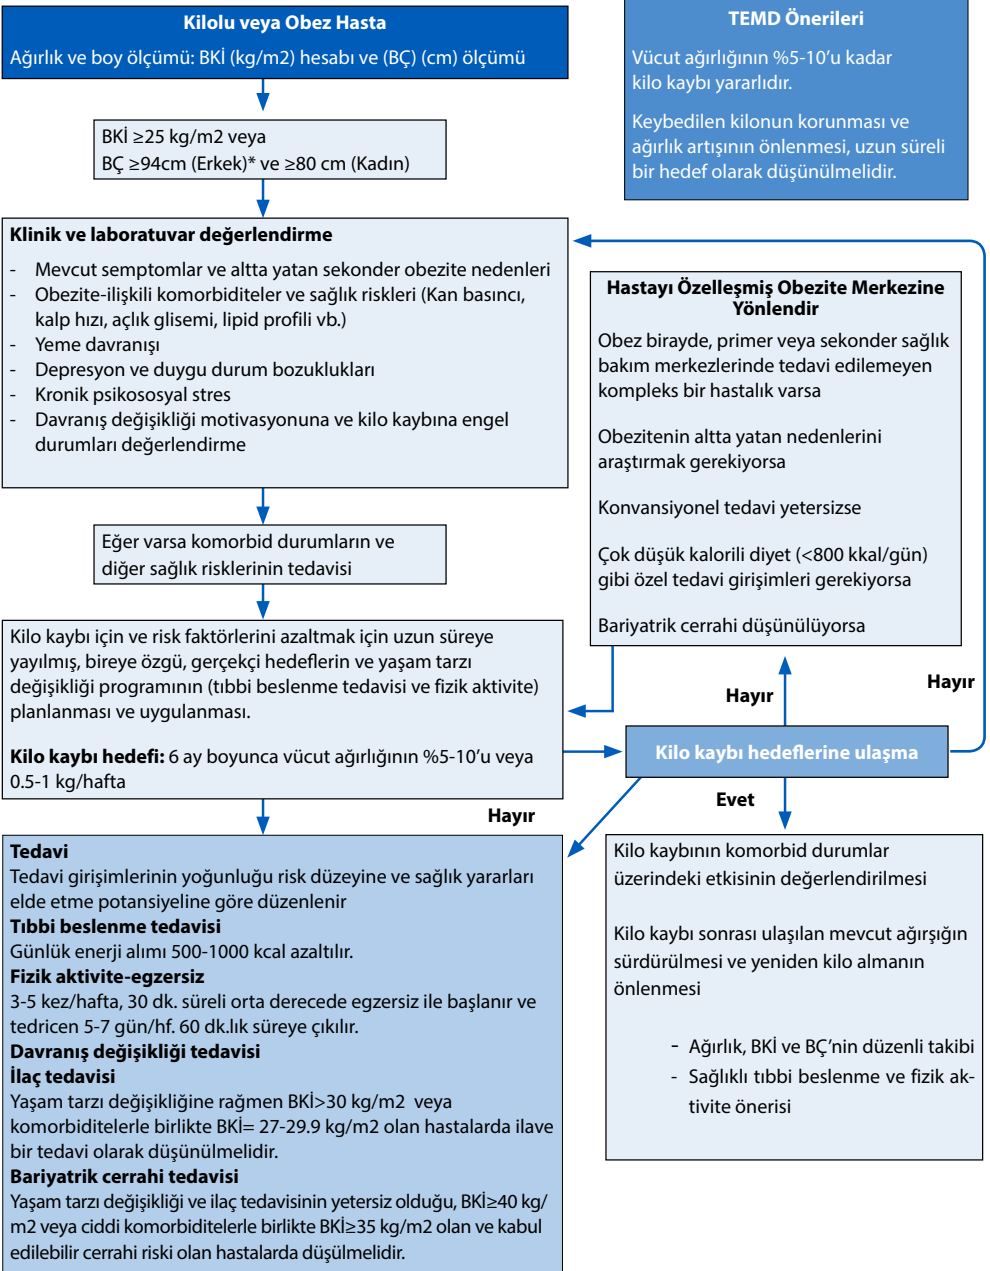 Kilolu veya Obez Hasta
Ağırlık ve boy ölçümü: BKİ (kg/m2) hesabı ve (BÇ) (cm) ölçümü
TEMD Önerileri
Vücut ağırlığının %5-10’u kadar
kilo kaybı yararlıdır.
Keybedilen kilonun korunması ve
ağırlık artışının önlenmesi, uzun süreli
bir hedef olarak düşünülmelidir.
BKİ ≥25 kg/m2 veya
BÇ ≥94cm (Erkek)* ve ≥80 cm (Kadın)
Klinik ve laboratuvar değerlendirme
- Mevcut semptomlar ve altta yatan sekonder obezite nedenleri
- Obezite-ilişkili komorbiditeler ve sağlık riskleri (Kan basıncı,
kalp hızı, açlık glisemi, lipid profili vb.)
- Yeme davranışı
- Depresyon ve duygu durum bozuklukları
- Kronik psikososyal stres
- Davranış değişikliği motivasyonuna ve kilo kaybına engel
durumları değerlendirme
Hastayı Özelleşmiş Obezite Merkezine
Yönlendir
Obez birayde, primer veya sekonder sağlık
bakım merkezlerinde tedavi edilemeyen
kompleks bir hastalık varsa
Obezitenin altta yatan nedenlerini
araştırmak gerekiyorsa
Konvansiyonel tedavi yetersizse
Çok düşük kalorili diyet (<800 kkal/gün)
gibi özel tedavi girişimleri gerekiyorsa
Bariyatrik cerrahi düşünülüyorsa
Eğer varsa komorbid durumların ve
diğer sağlık risklerinin tedavisi
Kilo kaybı için ve risk faktörlerini azaltmak için uzun süreye
yayılmış, bireye özgü, gerçekçi hedeflerin ve yaşam tarzı
değişikliği programının (tıbbi beslenme tedavisi ve fizik aktivite)
planlanması ve uygulanması.
Kilo kaybı hedefi: 6 ay boyunca vücut ağırlığının %5-10’u veya
0.5-1 kg/hafta
Hayır
Hayır
Kilo kaybı hedeflerine ulaşma
Evet
Hayır
Tedavi
Tedavi girişimlerinin yoğunluğu risk düzeyine ve sağlık yararları
elde etme potansiyeline göre düzenlenir
Tıbbi beslenme tedavisi
Günlük enerji alımı 500-1000 kcal azaltılır.
Fizik aktivite-egzersiz
3-5 kez/hafta, 30 dk. süreli orta derecede egzersiz ile başlanır ve
tedricen 5-7 gün/hf. 60 dk.lık süreye çıkılır.
Davranış değişikliği tedavisi
İlaç tedavisi
Yaşam tarzı değişikliğine rağmen BKİ>30 kg/m2 veya
komorbiditelerle birlikte BKİ= 27-29.9 kg/m2 olan hastalarda ilave
bir tedavi olarak düşünülmelidir.
Bariyatrik cerrahi tedavisi
Yaşam tarzı değişikliği ve ilaç tedavisinin yetersiz olduğu, BKİ≥40 kg/
m2 veya ciddi komorbiditelerle birlikte BKİ≥35 kg/m2 olan ve kabul
edilebilir cerrahi riski olan hastalarda düşülmelidir.
Kilo kaybının komorbid durumlar
üzerindeki etkisinin değerlendirilmesi
Kilo kaybı sonrası ulaşılan mevcut ağırşığın
sürdürülmesi ve yeniden kilo almanın
önlenmesi
- Ağırlık, BKİ ve BÇ’nin düzenli takibi
- Sağlıklı tıbbi beslenme ve fizik ak-
tivite önerisi